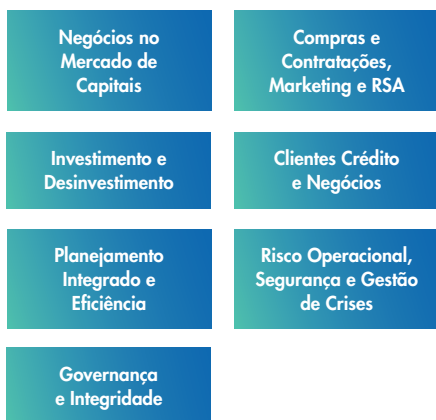 Negócios no
Mercado de
Capitais
Compras e
Contratações,
Marketing e RSA
Investimento e
Desinvestimento
Clientes Crédito
e Negócios
Planejamento
Integrado e
Eficiência
Risco Operacional,
Segurança e Gestão
de Crises
Governança
e Integridade